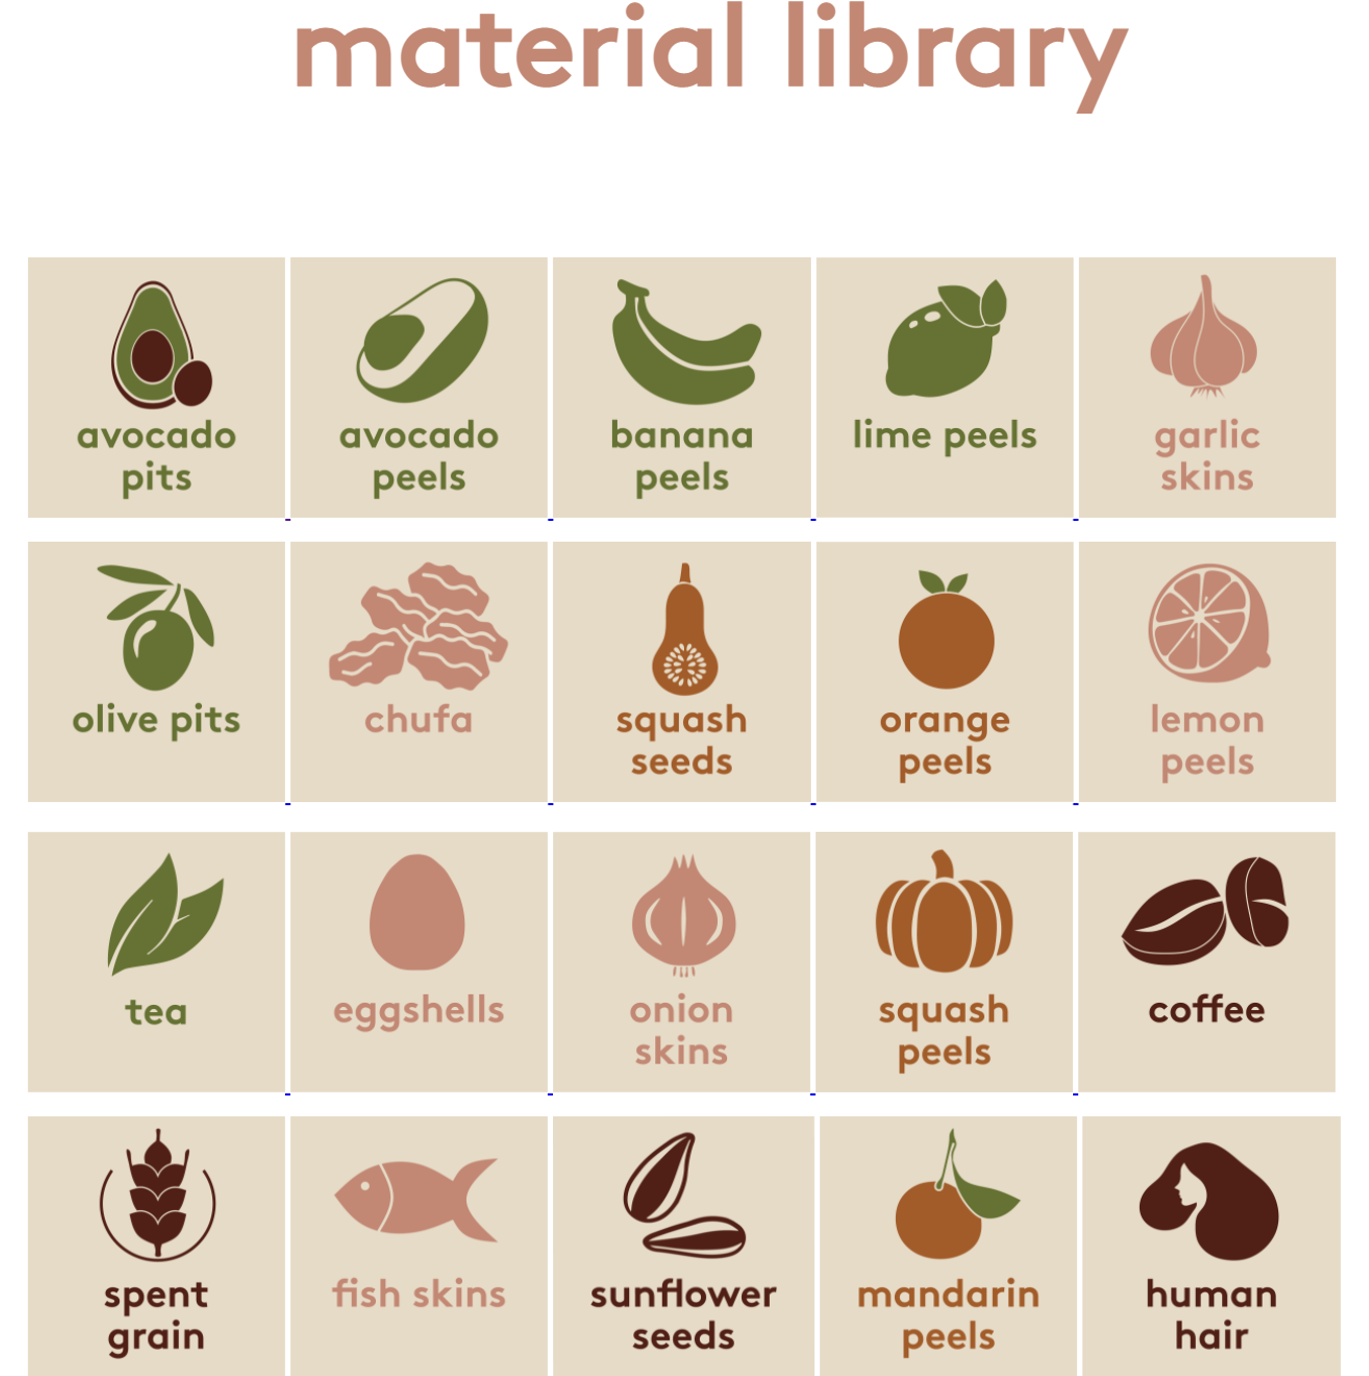 material library
avocado
pits
avocado
peels
banana
peels
lime peels
garlic
skins
olive pits
chufa
squash
seeds
orange
peels
lemon
peels
tea
eggshells
onion
skins
squash
peels
coffee
spent
grain
fish skins
sunflower
seeds
mandarin
peels
human
hair